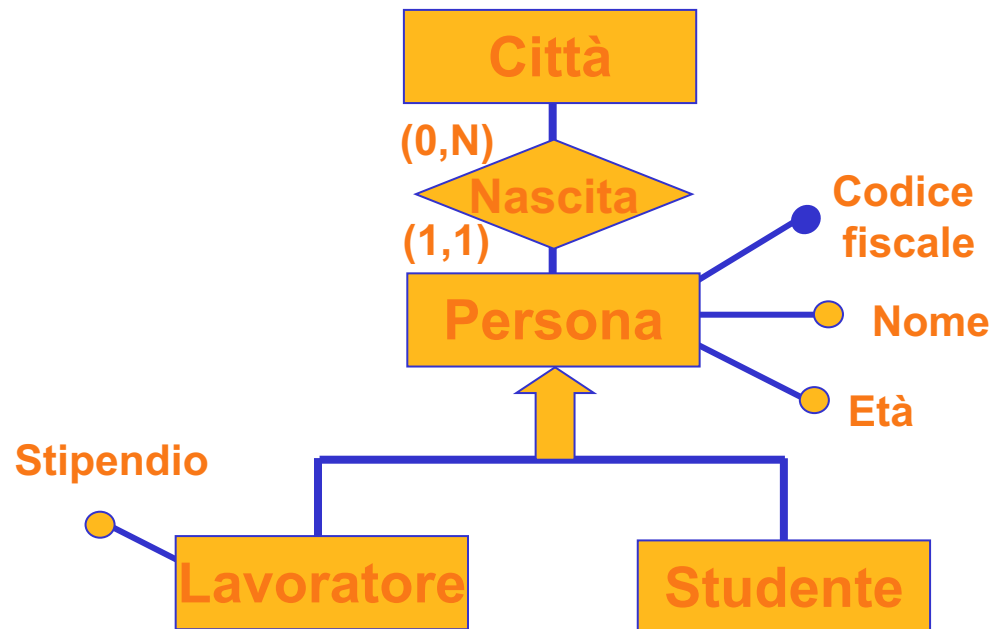 Città
(0,N)
Nascita
(1,1)
Codice
fiscale
Persona
Nome
Età
Stipendio
Lavoratore
Studente